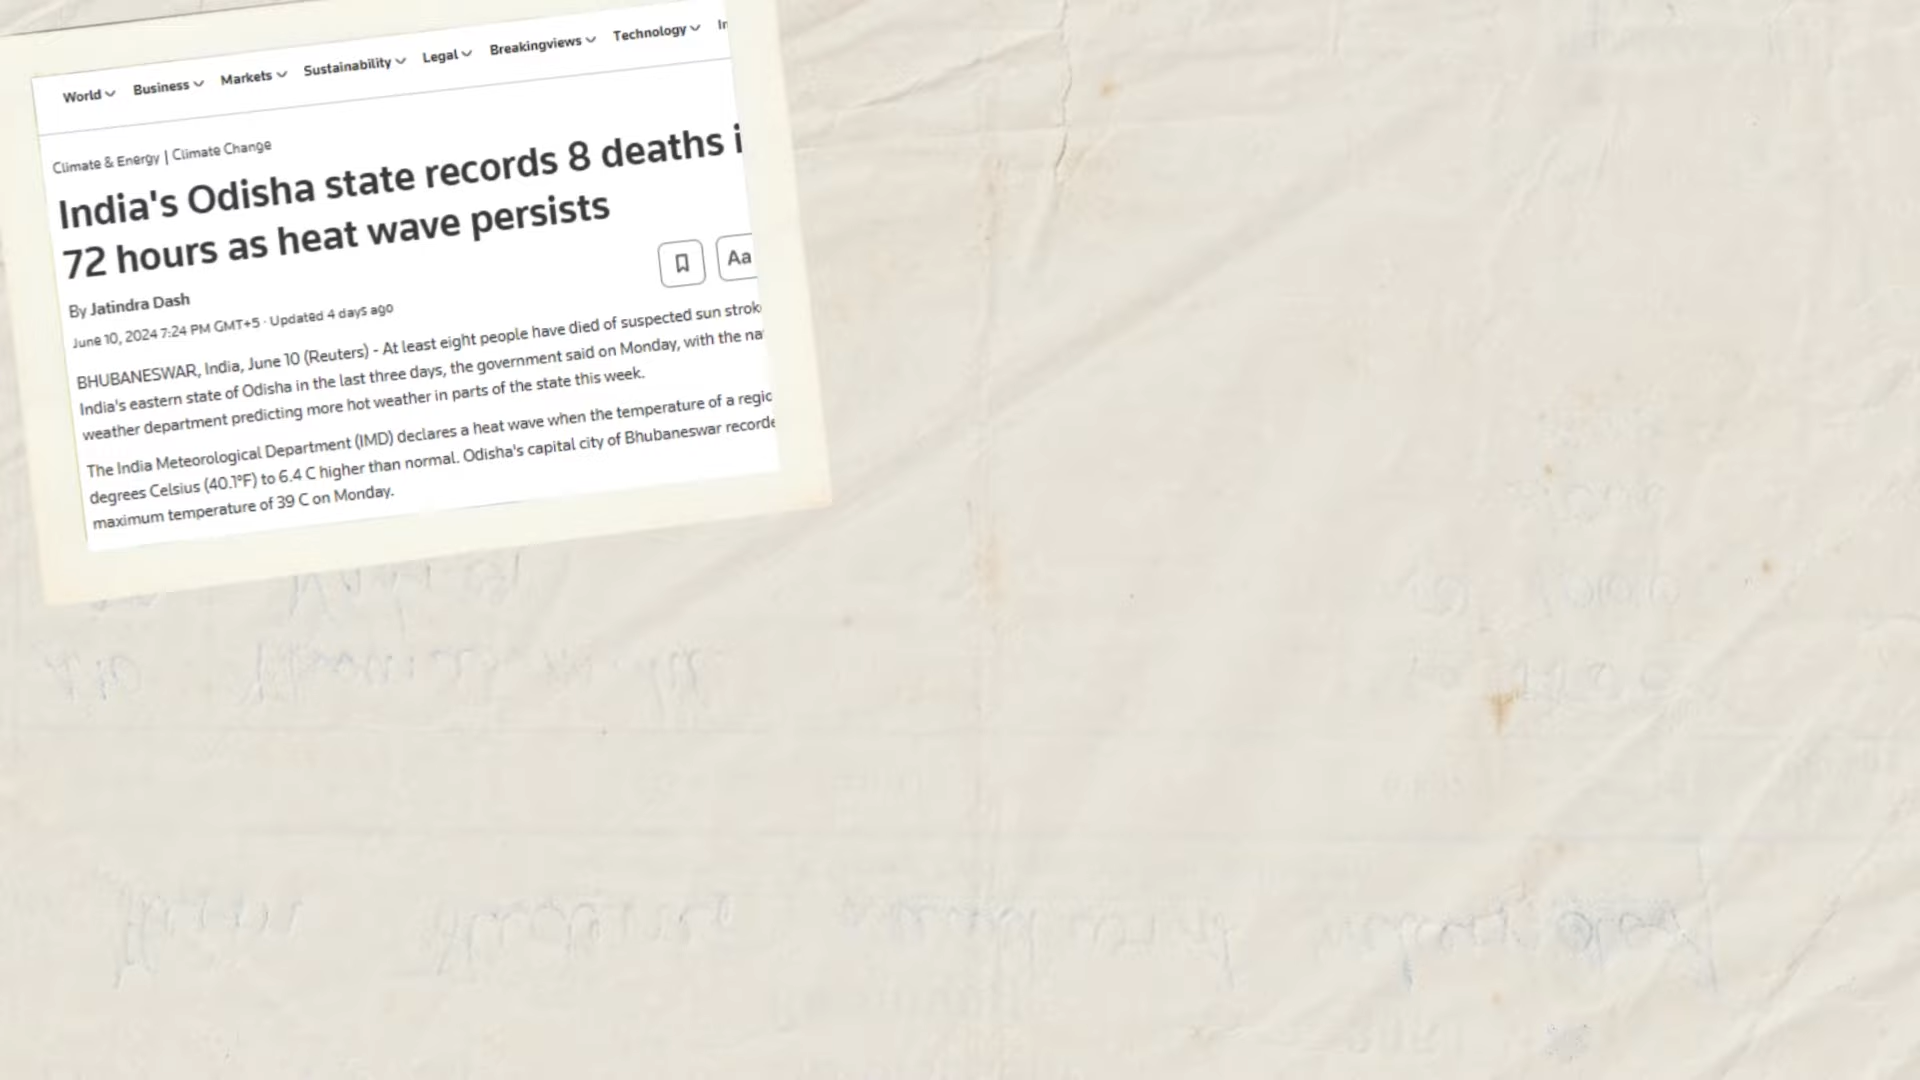 World Business Markets Sustainability Legal Breakingviews Technology
Climate & Energy | Climate Change
India's Odisha state records 8 deaths i
72 hours as heat wave persists
Aa
By Jatindra Dash
June 10, 2024 7:24 PM GMT+5 · Updated 4 days ago
BHUBANESWAR, India, June 10 (Reuters) - At least eight people have died of suspected sun strok
India's eastern state of Odisha in the last three days, the government said on Monday, with the na
weather department predicting more hot weather in parts of the state this week.
The India Meteorological Department (IMD) declares a heat wave when the temperature of a regio
degrees Celsius (40.1°F) to 6.4 C higher than normal. Odisha's capital city of Bhubaneswar recorde
maximum temperature of 39 C on Monday.